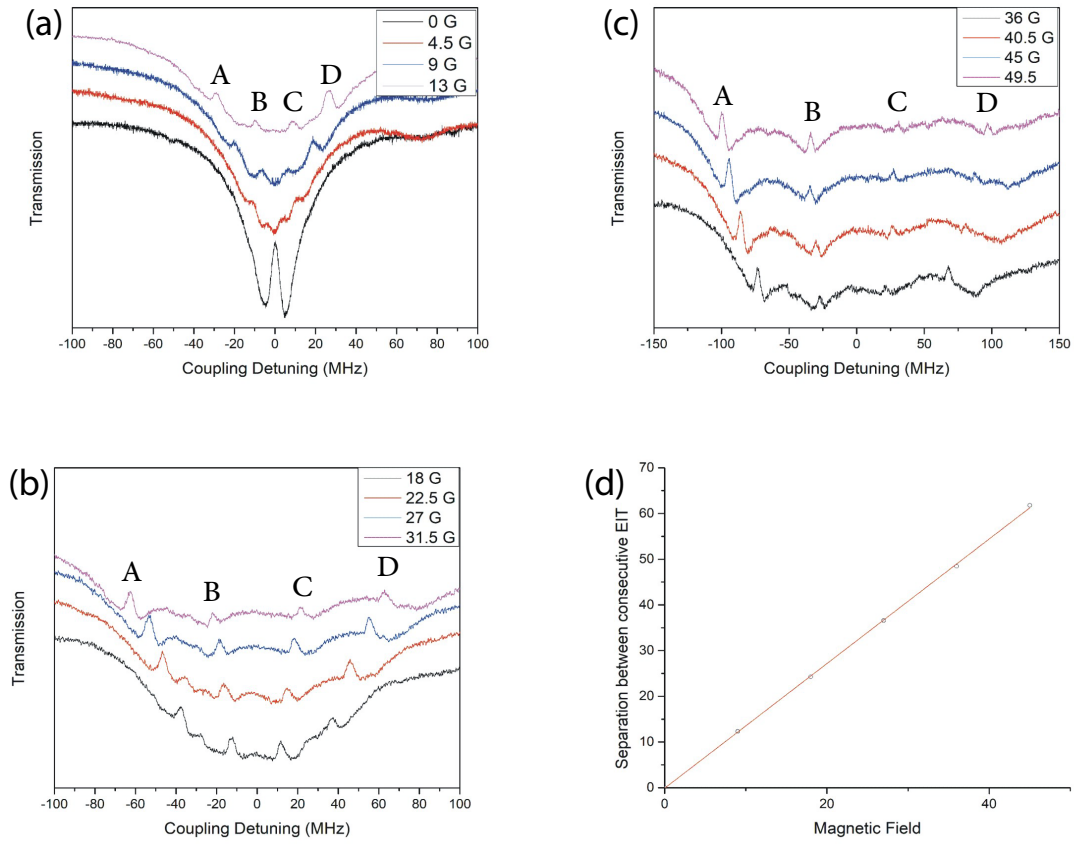 (a)
0 G
4.5 G
9 G
13 G
A
B
C
D
Transmission
-100 -80 -60 -40 -20 0 20 40 60 80 100
Coupling Detuning (MHz)
(c)
36 G
40.5 G
45 G
49.5
A
B
C
D
Transmission
-150 -100 -50 0 50 100 150
Coupling Detuning (MHz)
(b)
18 G
22.5 G
27 G
31.5 G
A
B
C
D
Transmission
-100 -80 -60 -40 -20 0 20 40 60 80 100
Coupling Detuning (MHz)
(d)
Separation between consecutive EIT
70
60
50
40
30
20
10
0
0 20 40
Magnetic Field